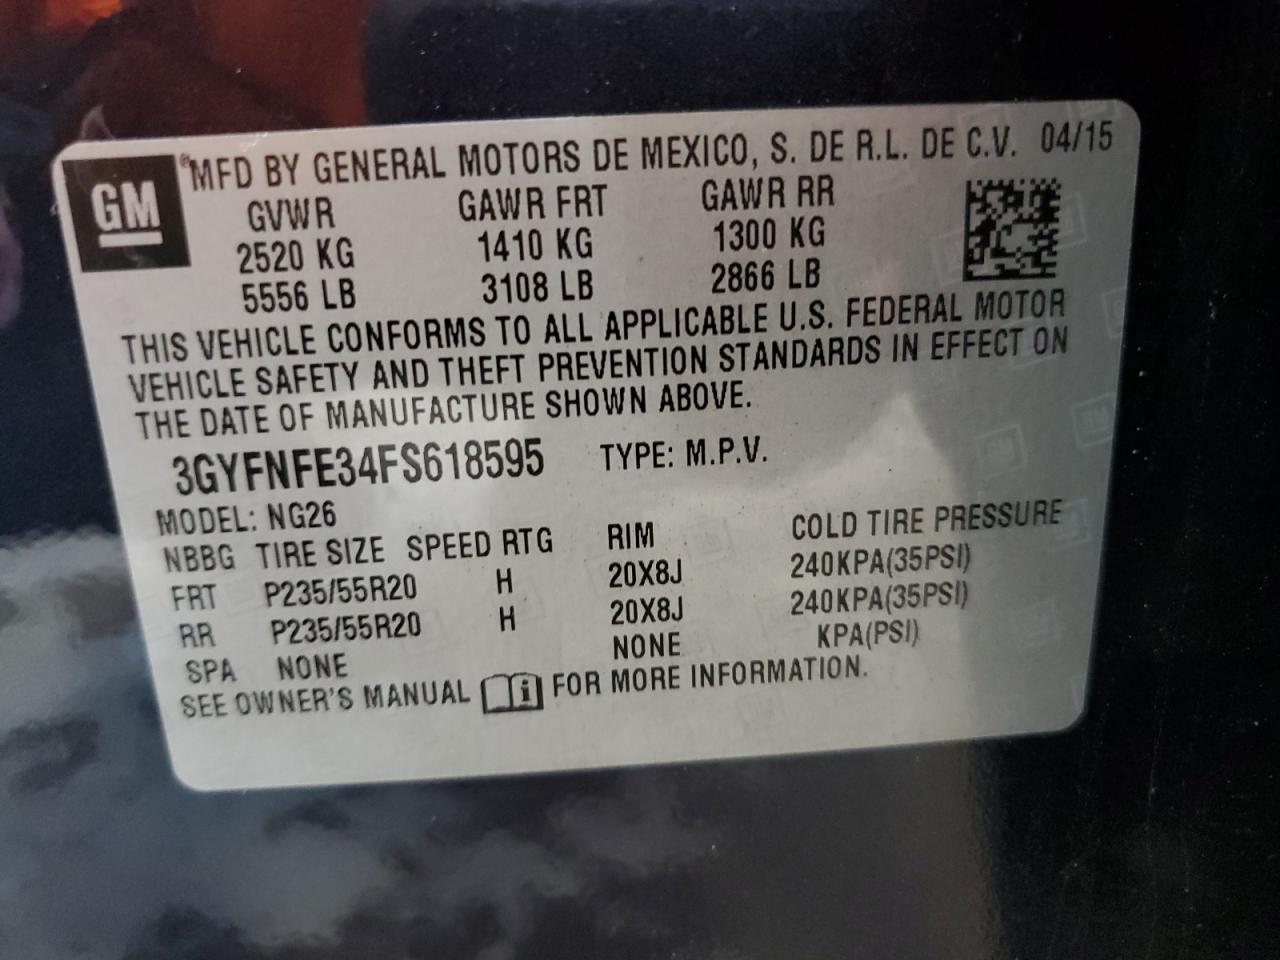 GM
®MFD BY GENERAL MOTORS DE MEXICO, S. DE R.L. DE C.V. 04/15
GVWR GAWR FRT GAWR RR
2520 KG 1410 KG 1300 KG
5556 LB 3108 LB 2866 LB
THIS VEHICLE CONFORMS TO ALL APPLICABLE U.S. FEDERAL MOTOR
VEHICLE SAFETY AND THEFT PREVENTION STANDARDS IN EFFECT ON
THE DATE OF MANUFACTURE SHOWN ABOVE.
3GYFNFE34FS618595 TYPE: M.P.V.
MODEL: NG26
NBBG TIRE SIZE SPEED RTG RIM COLD TIRE PRESSURE
FRT P235/55R20 H 20X8J 240KPA(35PSI)
RR P235/55R20 H 20X8J 240KPA(35PSI)
SPA NONE NONE KPA(PSI)
SEE OWNER'S MANUAL i FOR MORE INFORMATION.